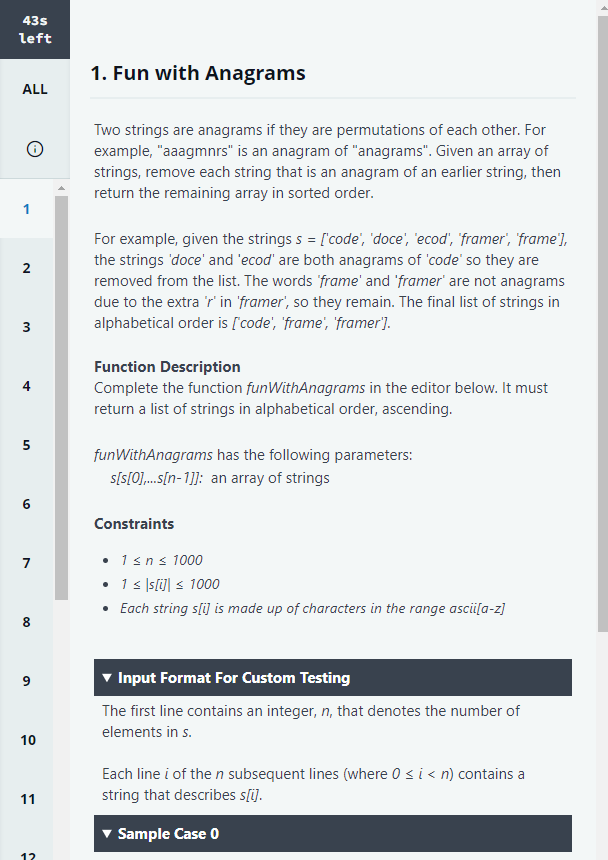 43s
left
ALL
1
2
3
4
5
6
7
8
9
10
11
12
1. Fun with Anagrams
Two strings are anagrams if they are permutations of each other. For
example, "aaagmnrs" is an anagram of "anagrams". Given an array of
strings, remove each string that is an anagram of an earlier string, then
return the remaining array in sorted order.
For example, given the strings s = ['code', 'doce', 'ecod', 'framer', 'frame'],
the strings 'doce' and 'ecod' are both anagrams of 'code' so they are
removed from the list. The words 'frame' and 'framer' are not anagrams
due to the extra 'r' in 'framer', so they remain. The final list of strings in
alphabetical order is ['code', 'frame', 'framer'].
Function Description
Complete the function funWithAnagrams in the editor below. It must
return a list of strings in alphabetical order, ascending.
funWithAnagrams has the following parameters:
s[s[0],...s[n-1]]: an array of strings
Constraints
• 1 ≤ n ≤ 1000
• 1 ≤ |s[i]| ≤ 1000
• Each string s[i] is made up of characters in the range ascii[a-z]
▼ Input Format For Custom Testing
The first line contains an integer, n, that denotes the number of
elements in s.
Each line i of the n subsequent lines (where 0 ≤ i < n) contains a
string that describes s[i].
▼ Sample Case 0